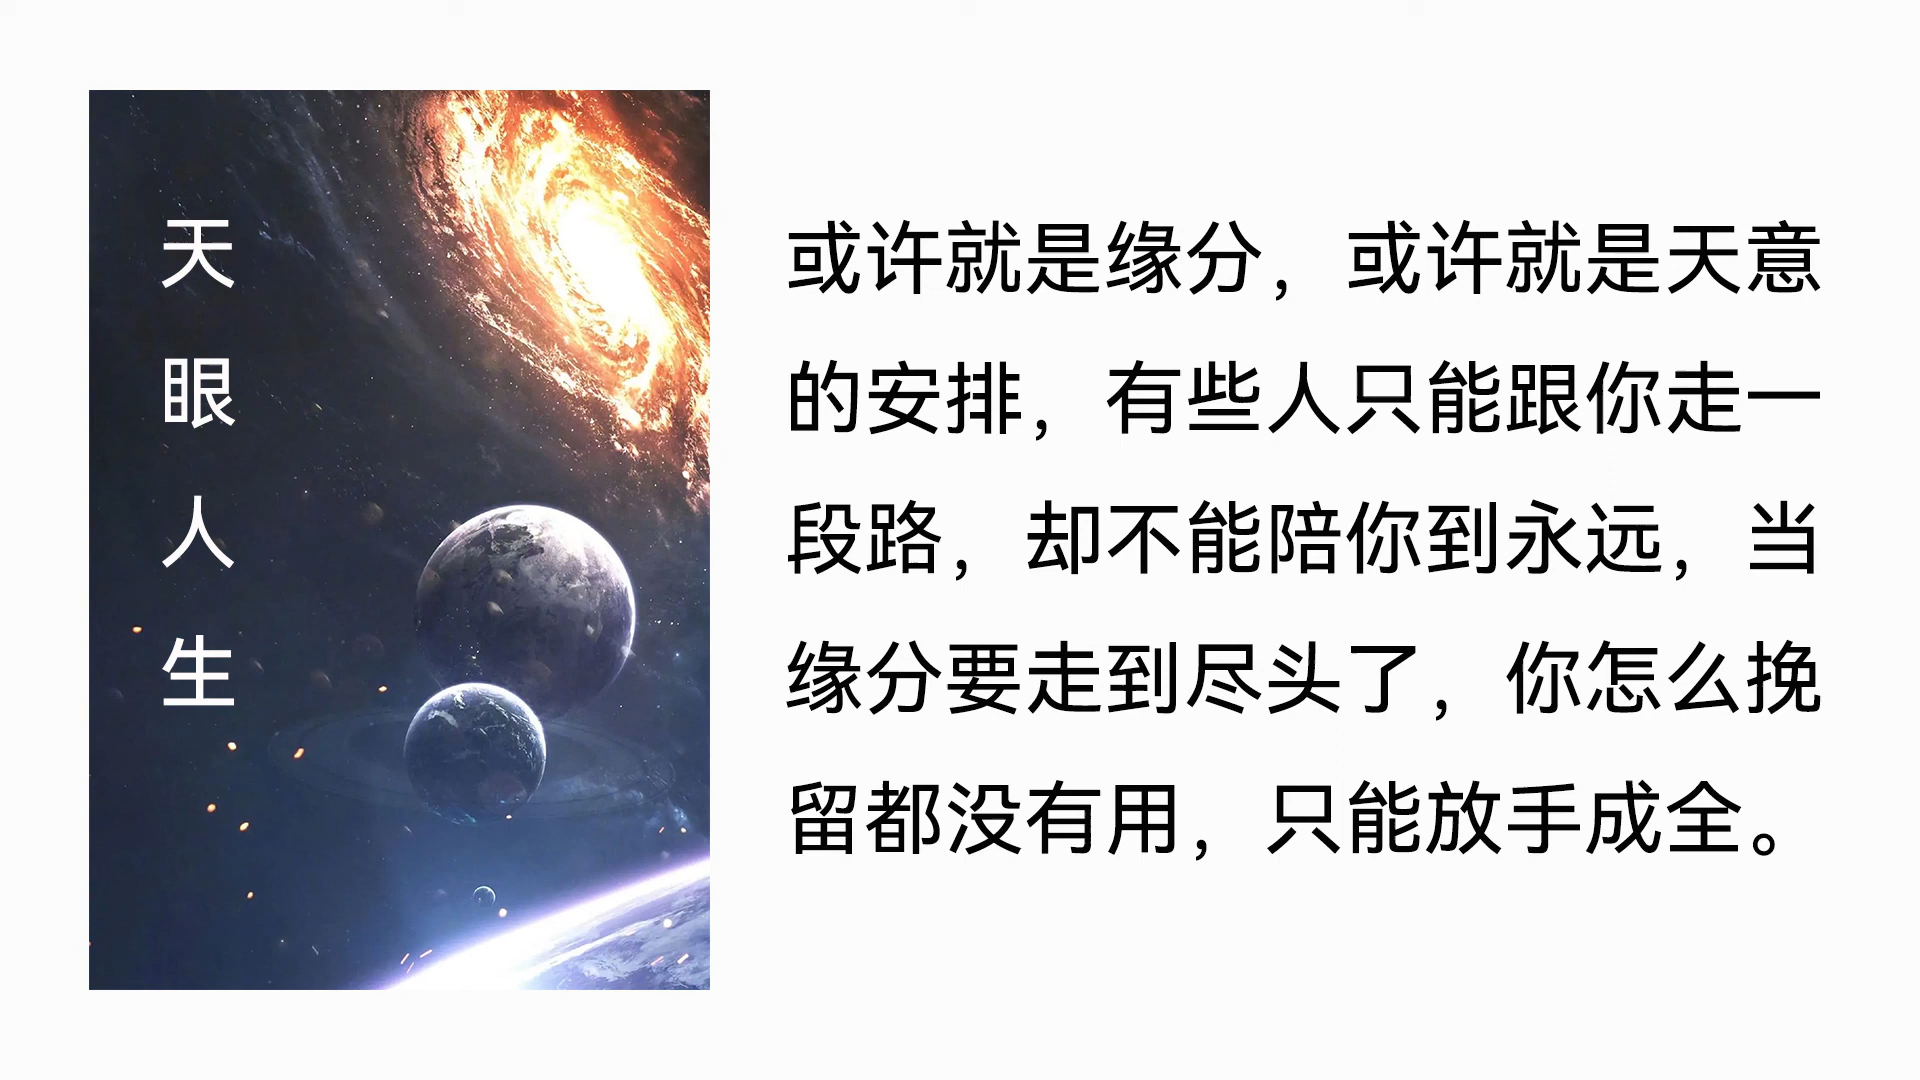 天眼人生
或许就是缘分，或许就是天意
的安排，有些人只能跟你走一
段路，却不能陪你到永远，当
缘分要走到尽头了，你怎么挽
留都没有用，只能放手成全。